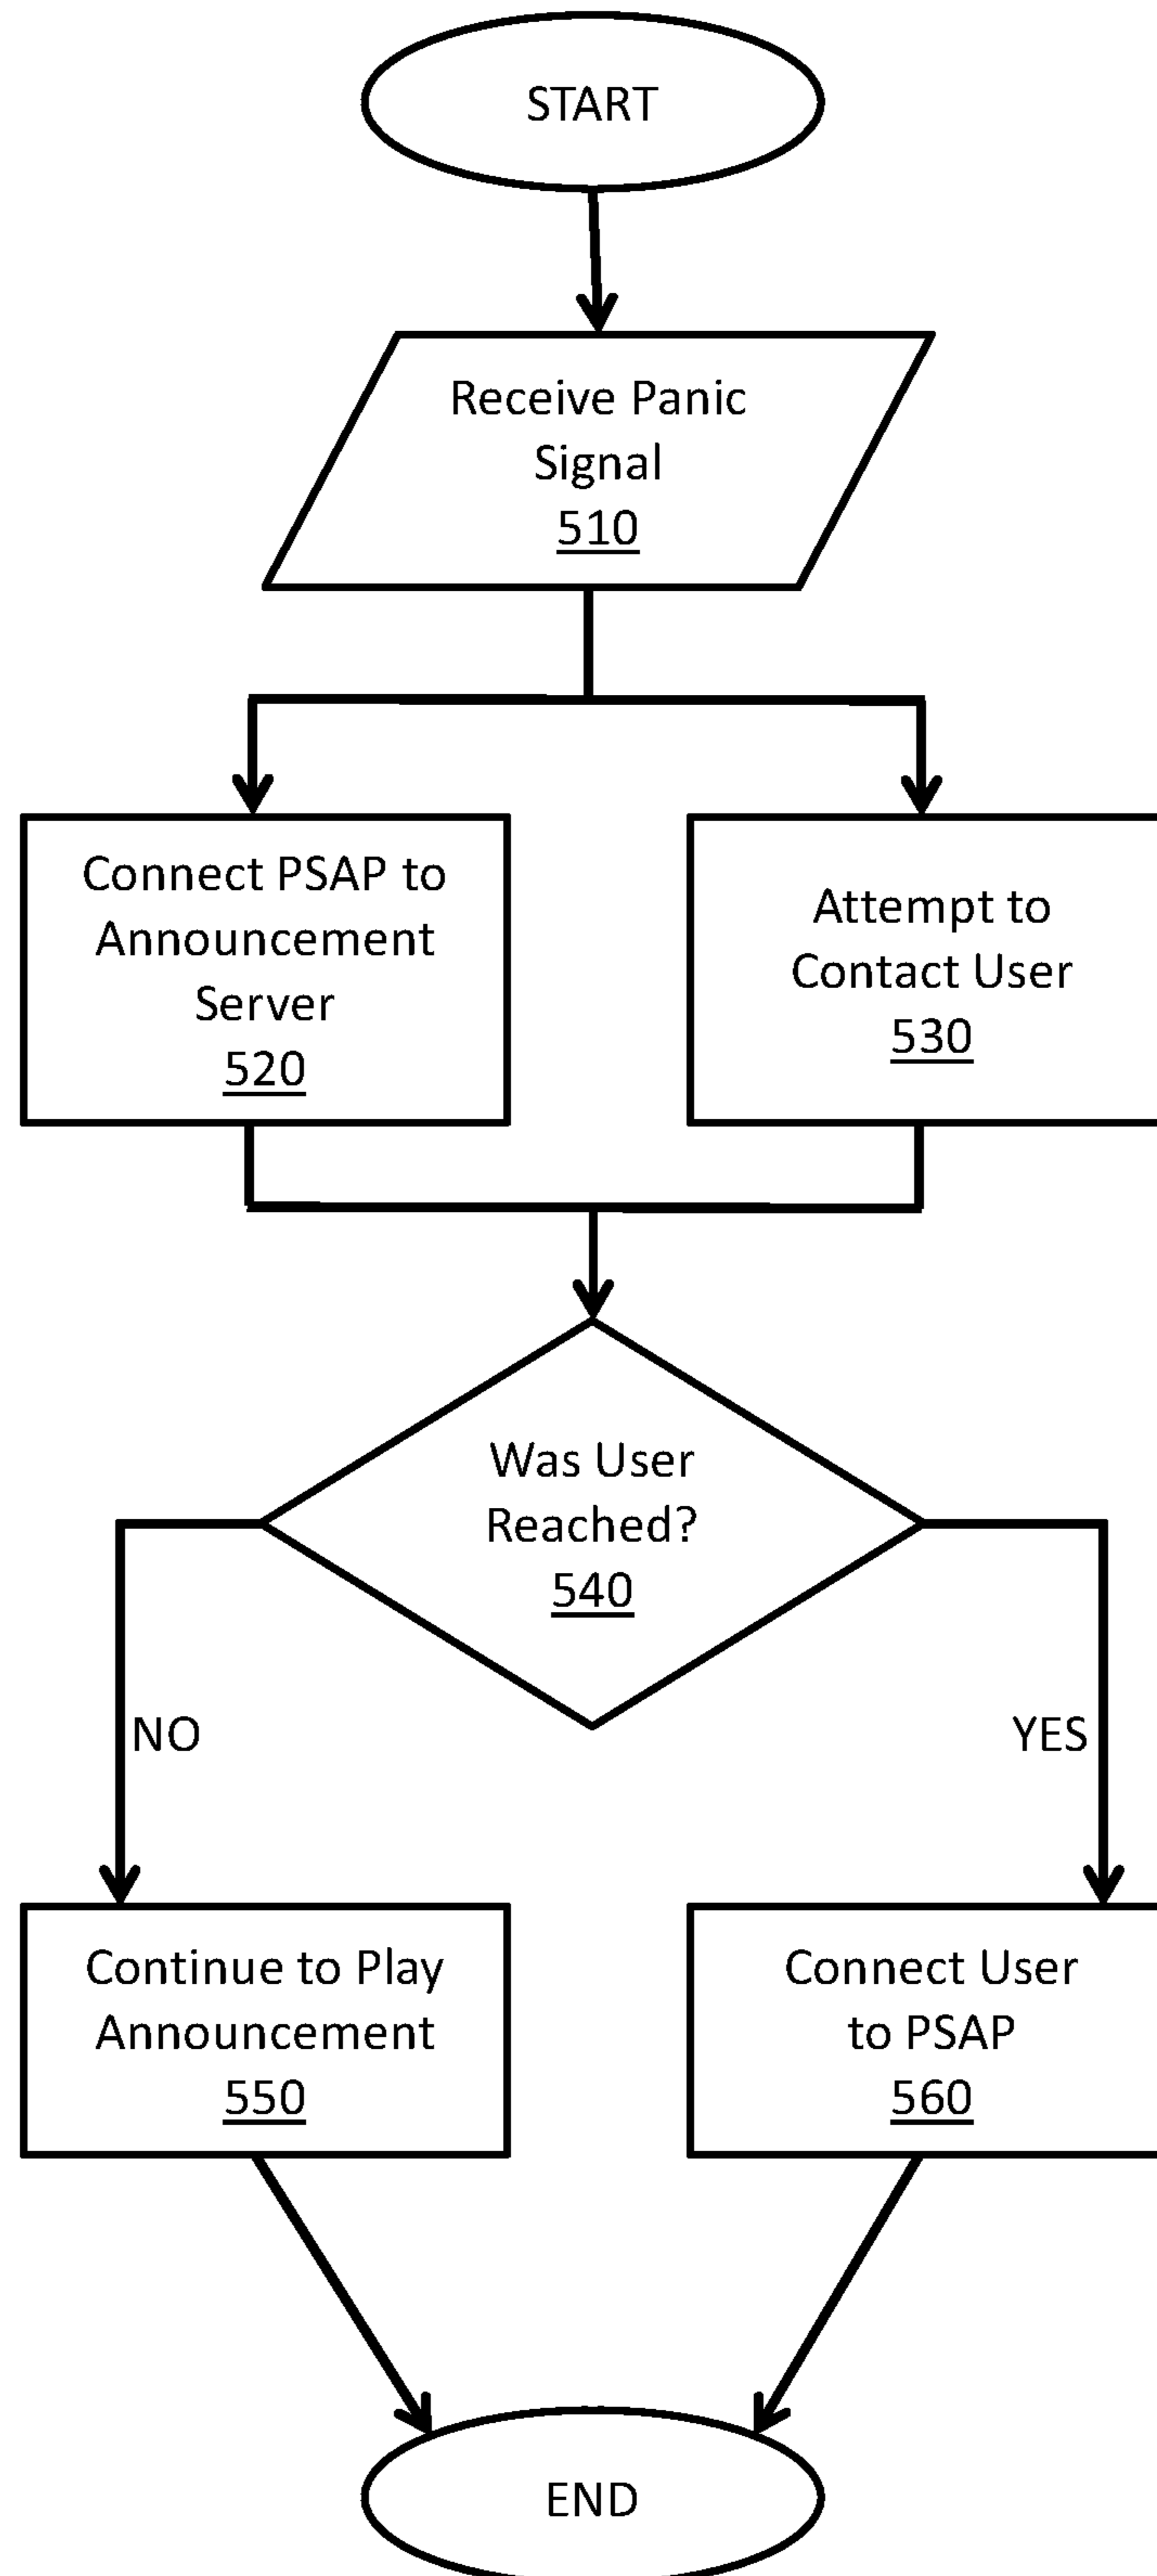 START
Receive Panic
Signal
510
Connect PSAP to
Announcement
Server
520
Attempt to
Contact User
530
Was User
Reached?
540
NO
YES
Continue to Play
Announcement
550
Connect User
to PSAP
560
END